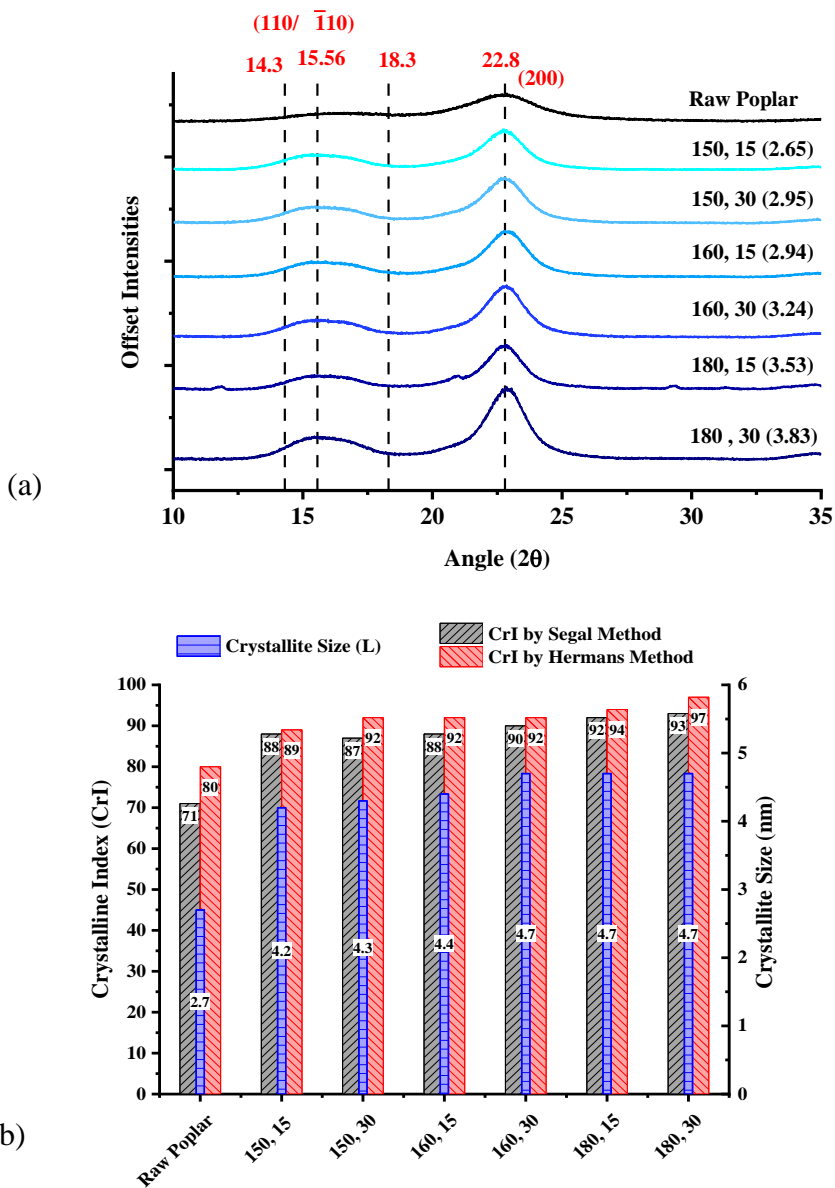 (110/ 1̅10)
14.3 15.56 18.3 22.8
(200)
Raw Poplar
150, 15 (2.65)
150, 30 (2.95)
160, 15 (2.94)
160, 30 (3.24)
180, 15 (3.53)
180 , 30 (3.83)
Offset Intensities
(a)
10 15 20 25 30 35
Angle (2θ)
Crystallite Size (L)
CrI by Segal Method
CrI by Hermans Method
100
90
80
70
60
50
40
30
20
10
0
Crystalline Index (CrI)
71 80 2.7
88 89 4.2
87 92 4.3
88 92 4.4
90 92 4.7
92 94 4.7
93 97 4.7
6
5
4
3
2
1
0
Crystallite Size (nm)
Raw Poplar
150, 15
150, 30
160, 15
160, 30
180, 15
180, 30
b)